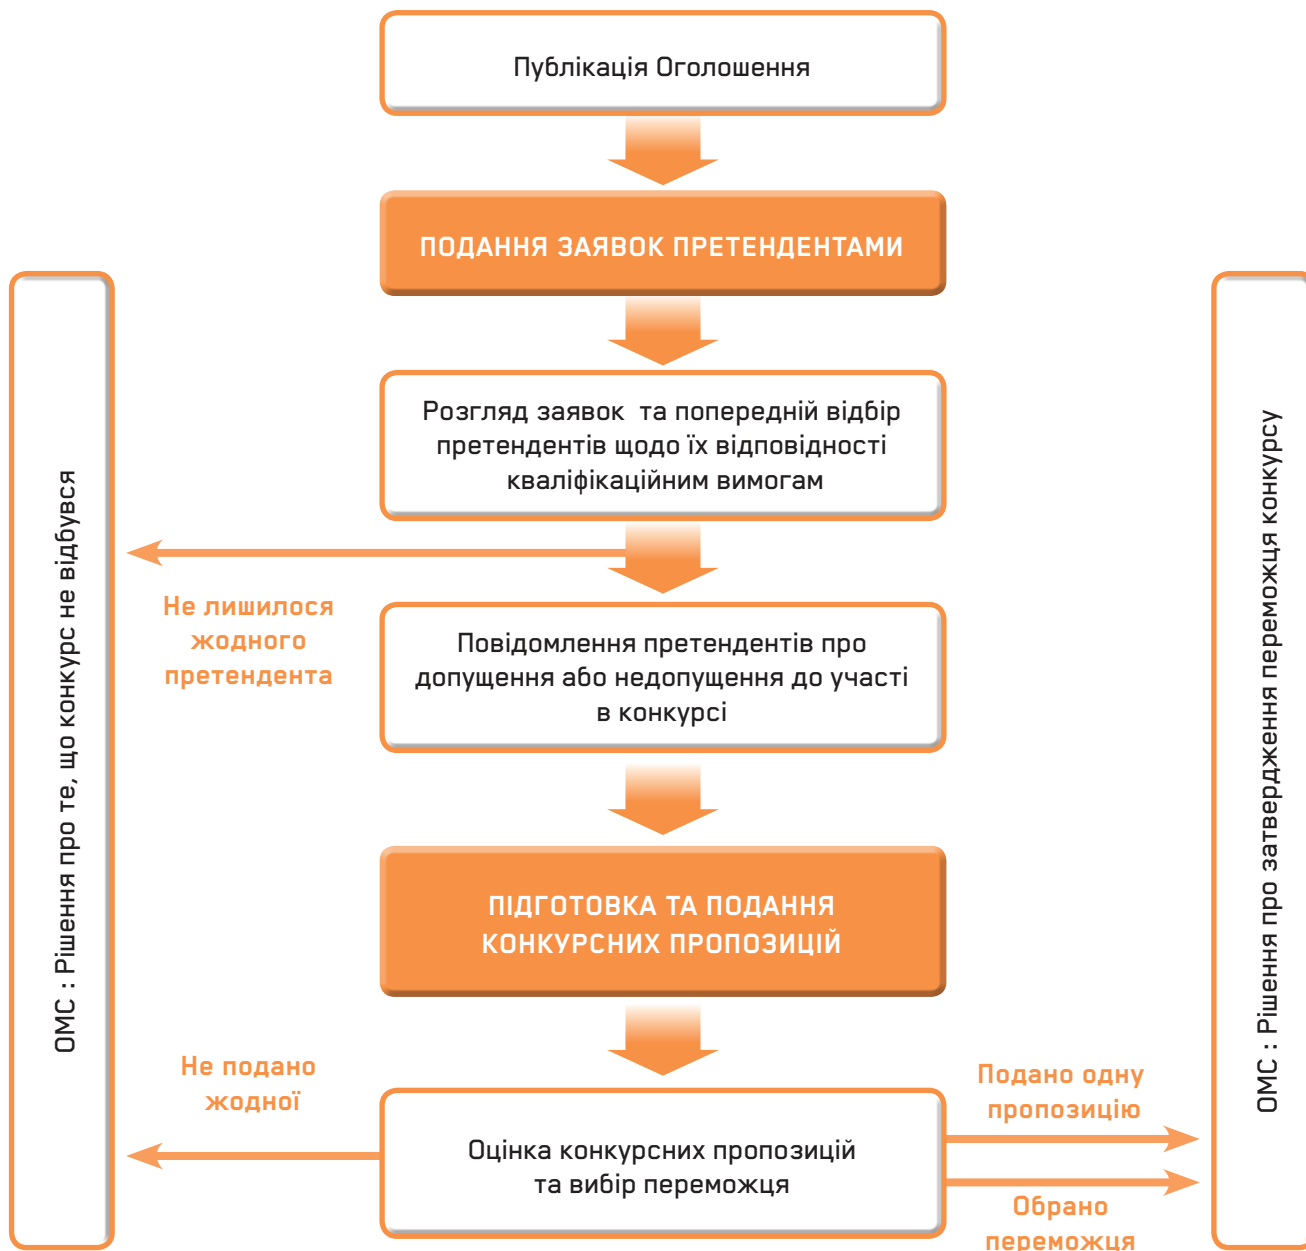 Публікація Оголошення
ПОДАННЯ ЗАЯВОК ПРЕТЕНДЕНТАМИ
Розгляд заявок та попередній відбір
претендентів щодо їх відповідності
кваліфікаційним вимогам
Не лишилося
жодного
претендента
Повідомлення претендентів про
допущення або недопущення до участі
в конкурсі
ПІДГОТОВКА ТА ПОДАННЯ
КОНКУРСНИХ ПРОПОЗИЦІЙ
Не подано
жодної
Оцінка конкурсних пропозицій
та вибір переможця
Подано одну
пропозицію
Обрано
переможця
ОМС : Рішення про те, що конкурс не відбувся
ОМС : Рішення про затвердження переможця конкурсу